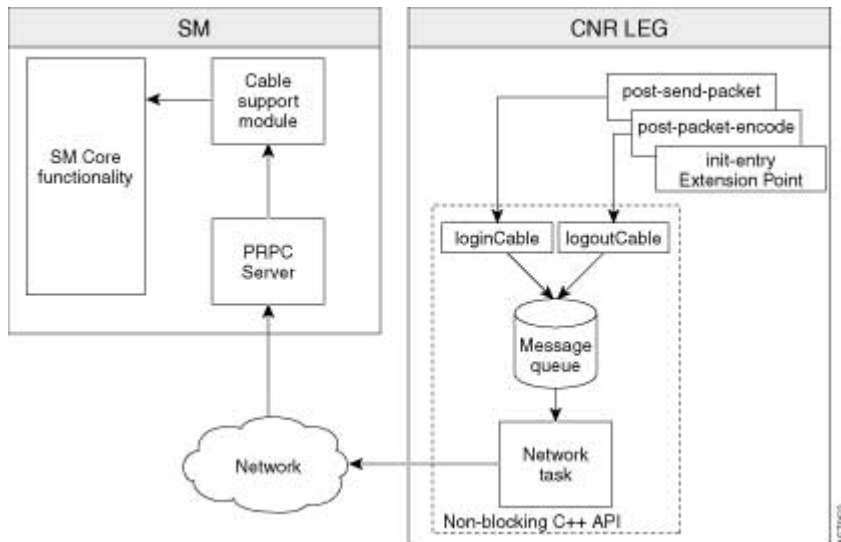 SM
CNR LEG
Cable
support
module
SM Core
functionality
PRPC
Server
Network
post-send-packet
post-packet-encode
init-entry
Extension Point
loginCable
logoutCable
Message
queue
Network
task
Non-blocking C++ API